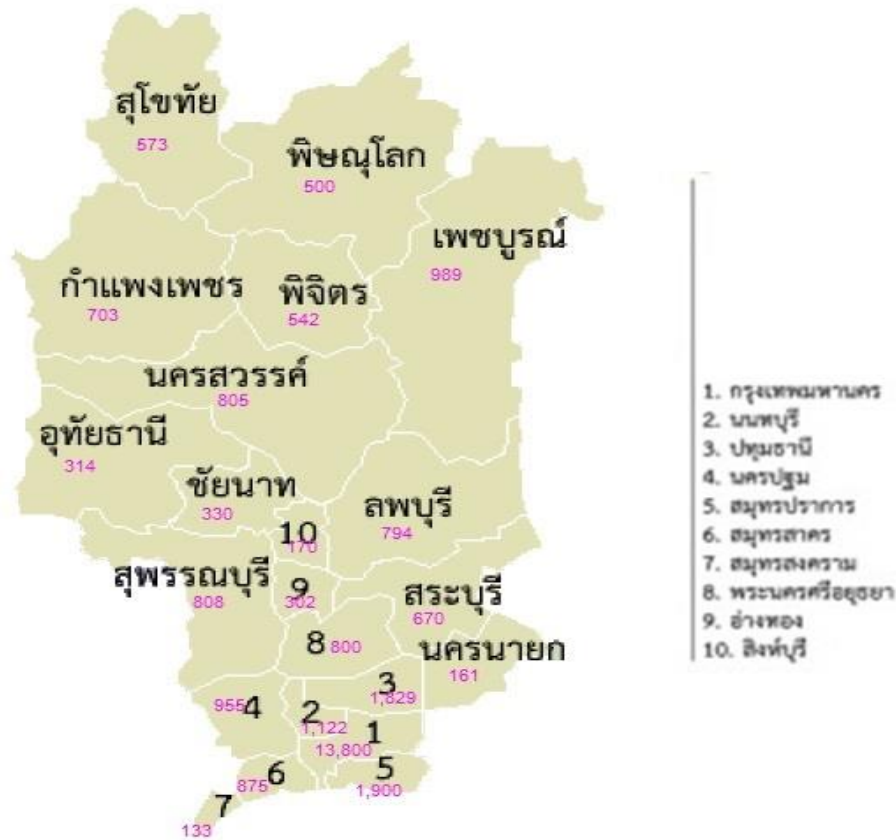 สุโขทัย
573
พิษณุโลก
500
เพชบูรณ์
989
กำแพงเพชร
703
พิจิตร
542
นครสวรรค์
805
อุทัยธานี
314
ชัยนาท
330
ลพบุรี
794
10
170
สุพรรณบุรี
808
9
302
สระบุรี
670
8 800
นครนายก
161
955 4
3
1,829
2
1,122
1
13,800
875 6
5
1,900
7
133
1. กรุงเทพมหานคร
2. นนทบุรี
3. ปทุมธานี
4. นครปฐม
5. สมุทรปราการ
6. สมุทรสาคร
7. สมุทรสงคราม
8. พระนครศรีอยุธยา
9. อ่างทอง
10. สิงห์บุรี